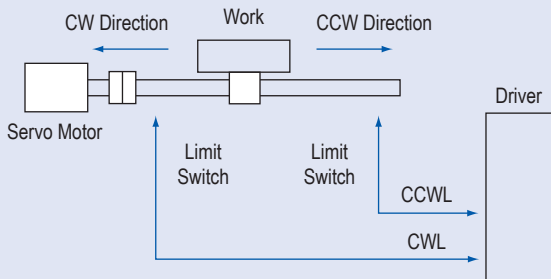 CW Direction
Work
CCW Direction
Servo Motor
Driver
Limit
Switch
Limit
Switch
CCWL
CWL